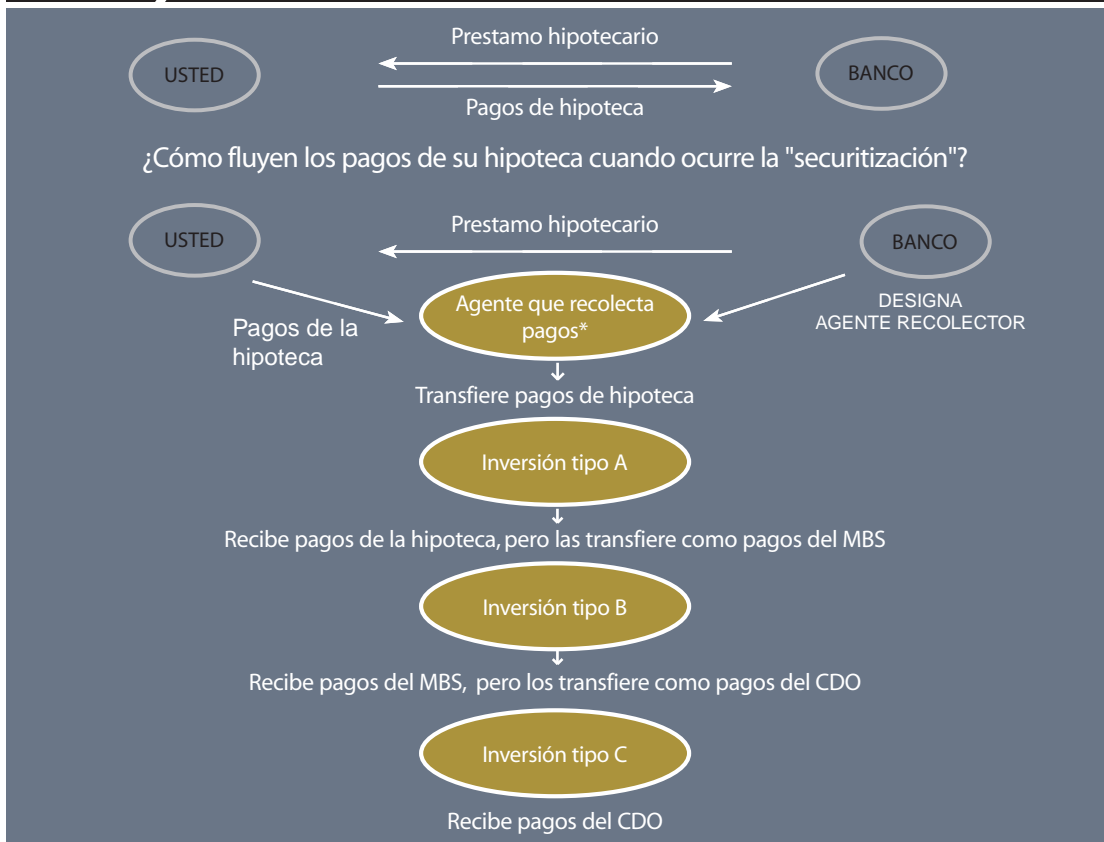 Prestamo hipotecario
USTED
BANCO
Pagos de hipoteca
¿Cómo fluyen los pagos de su hipoteca cuando ocurre la "securitización"?
Prestamo hipotecario
USTED
BANCO
Agente que recolecta
pagos*
DESIGNA
AGENTE RECOLECTOR
Pagos de la
hipoteca
Transfiere pagos de hipoteca
Inversión tipo A
Recibe pagos de la hipoteca, pero las transfiere como pagos del MBS
Inversión tipo B
Recibe pagos del MBS, pero los transfiere como pagos del CDO
Inversión tipo C
Recibe pagos del CDO